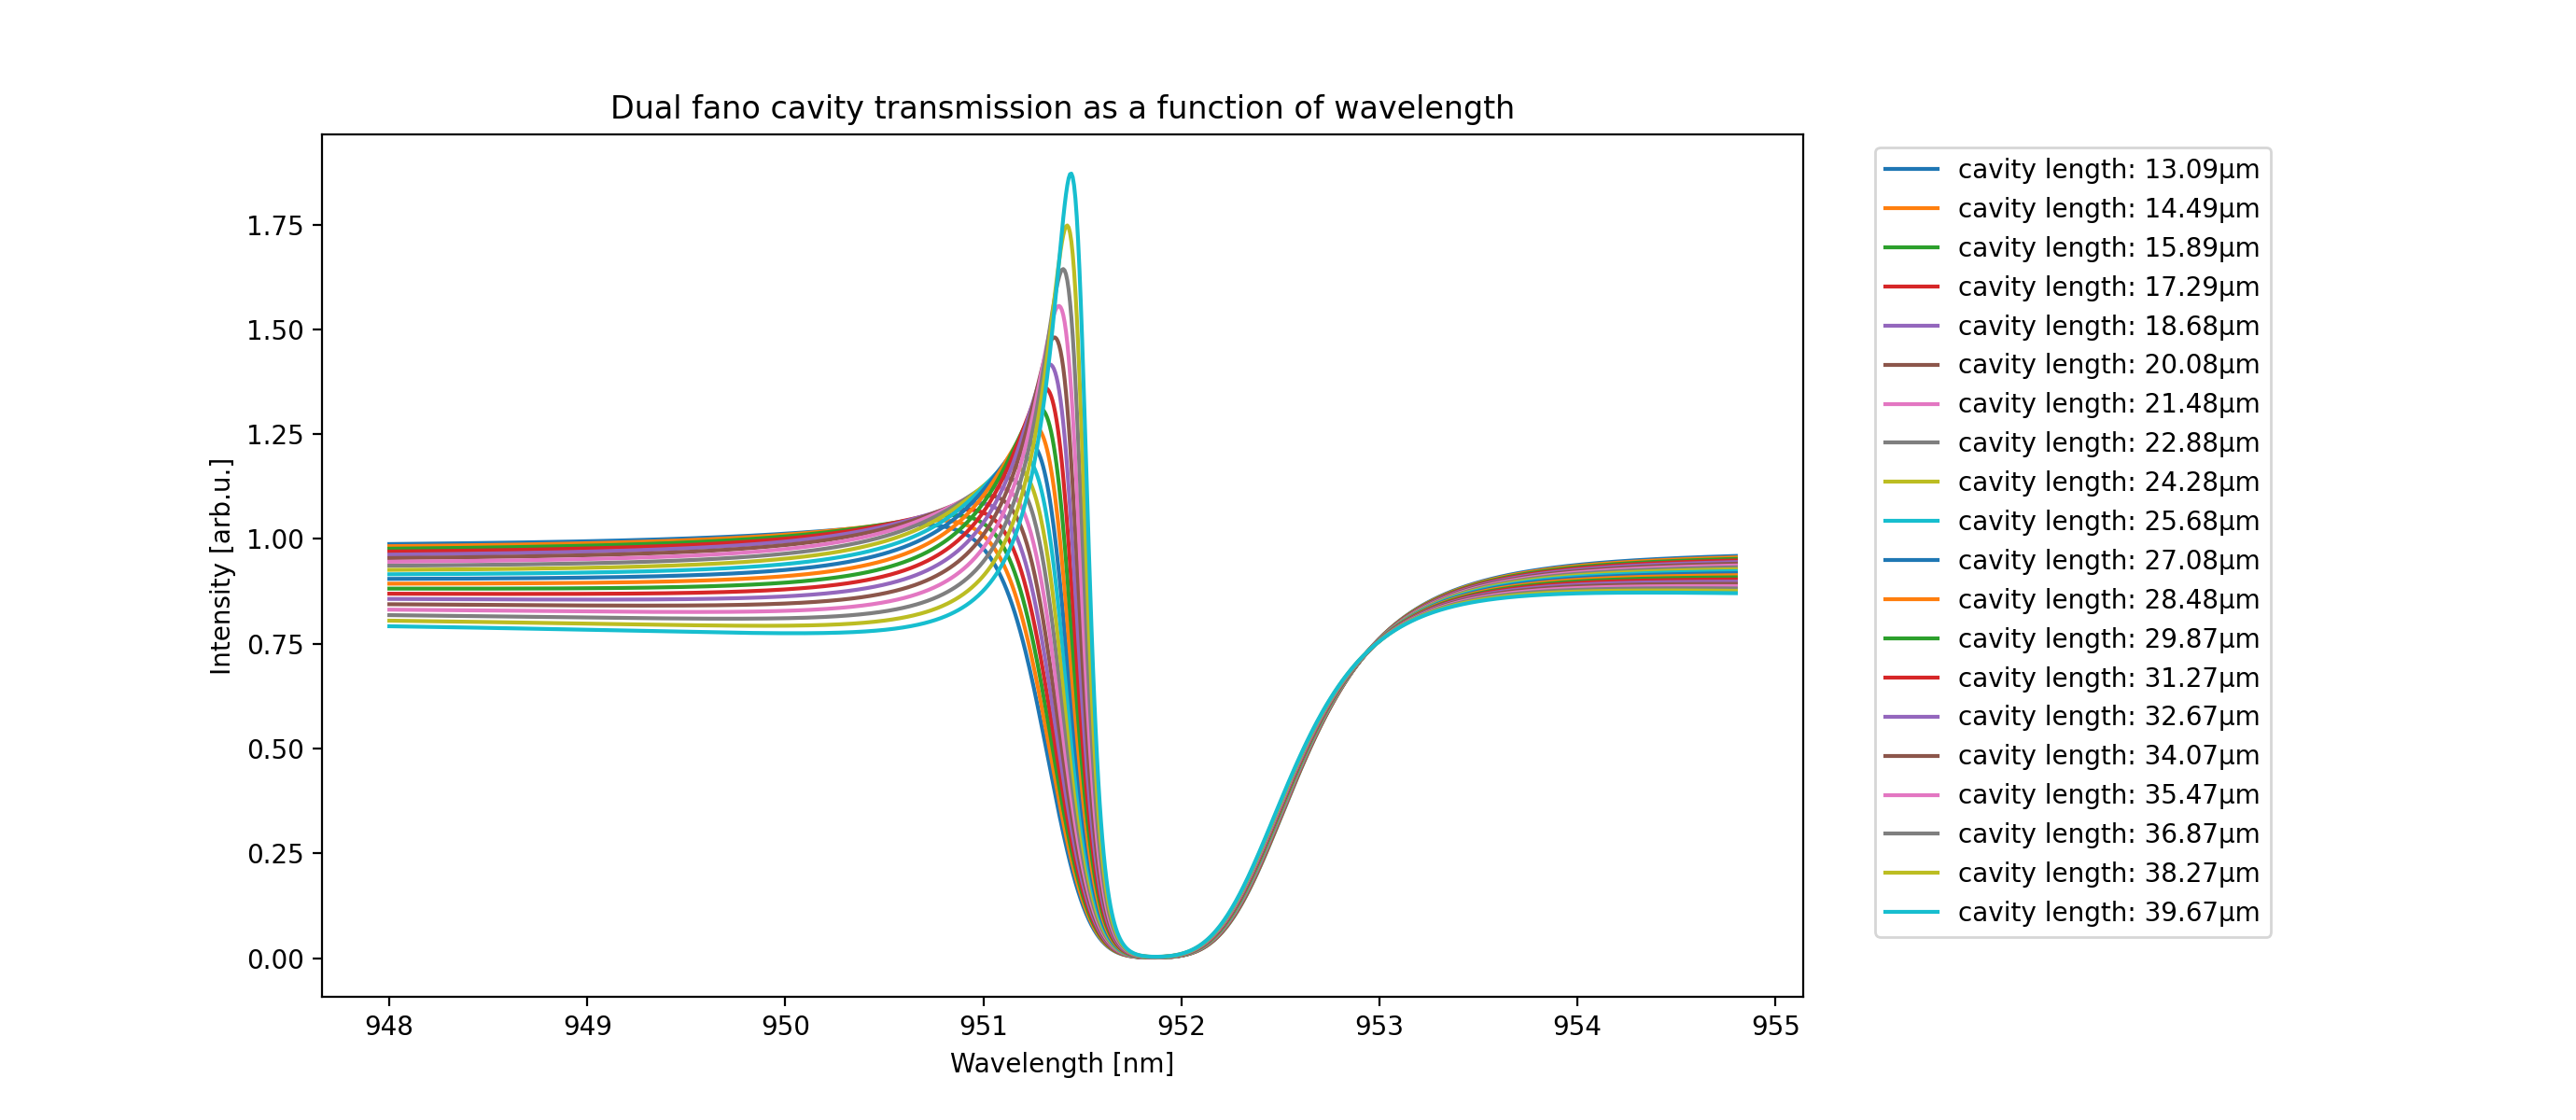 Dual fano cavity transmission as a function of wavelength
Intensity [arb.u.]
1.75
1.50
1.25
1.00
0.75
0.50
0.25
0.00
948 949 950 951 952 953 954 955
Wavelength [nm]
cavity length: 13.09μm
cavity length: 14.49μm
cavity length: 15.89μm
cavity length: 17.29μm
cavity length: 18.68μm
cavity length: 20.08μm
cavity length: 21.48μm
cavity length: 22.88μm
cavity length: 24.28μm
cavity length: 25.68μm
cavity length: 27.08μm
cavity length: 28.48μm
cavity length: 29.87μm
cavity length: 31.27μm
cavity length: 32.67μm
cavity length: 34.07μm
cavity length: 35.47μm
cavity length: 36.87μm
cavity length: 38.27μm
cavity length: 39.67μm